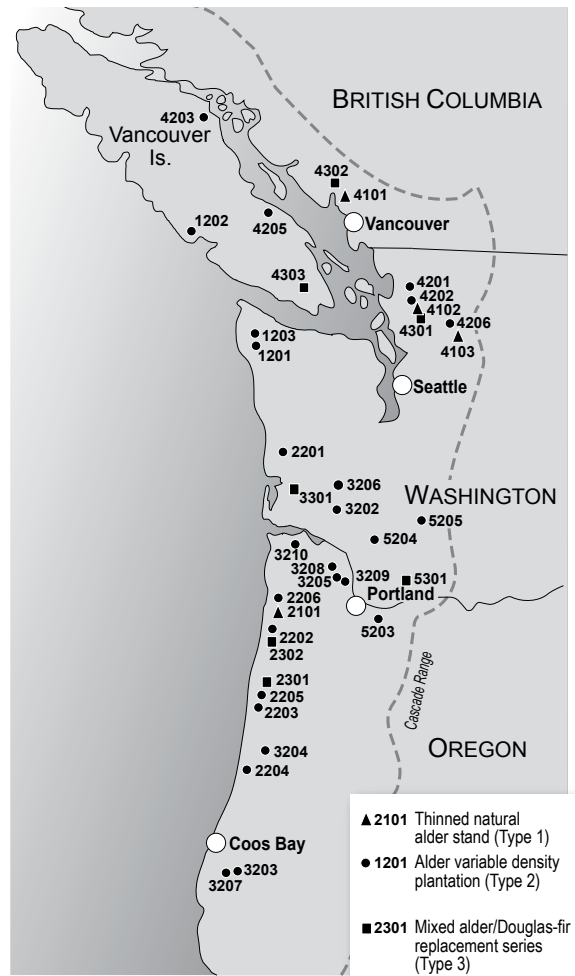 BRITISH COLUMBIA
4203
Vancouver
Is.
4302
4101
1202
4205
Vancouver
4303
4201
4202
4102
4301
4206
4103
1203
1201
Seattle
2201
3206
3301
3202
WASHINGTON
5205
5204
3210
3208
3205
3209
5301
Portland
2206
2101
5203
2202
2302
2301
2205
2203
Cascade Range
3204
2204
OREGON
Coos Bay
3203
3207
2101 Thinned natural
alder stand (Type 1)
1201 Alder variable density
plantation (Type 2)
2301 Mixed alder/Douglas-fir
replacement series
(Type 3)